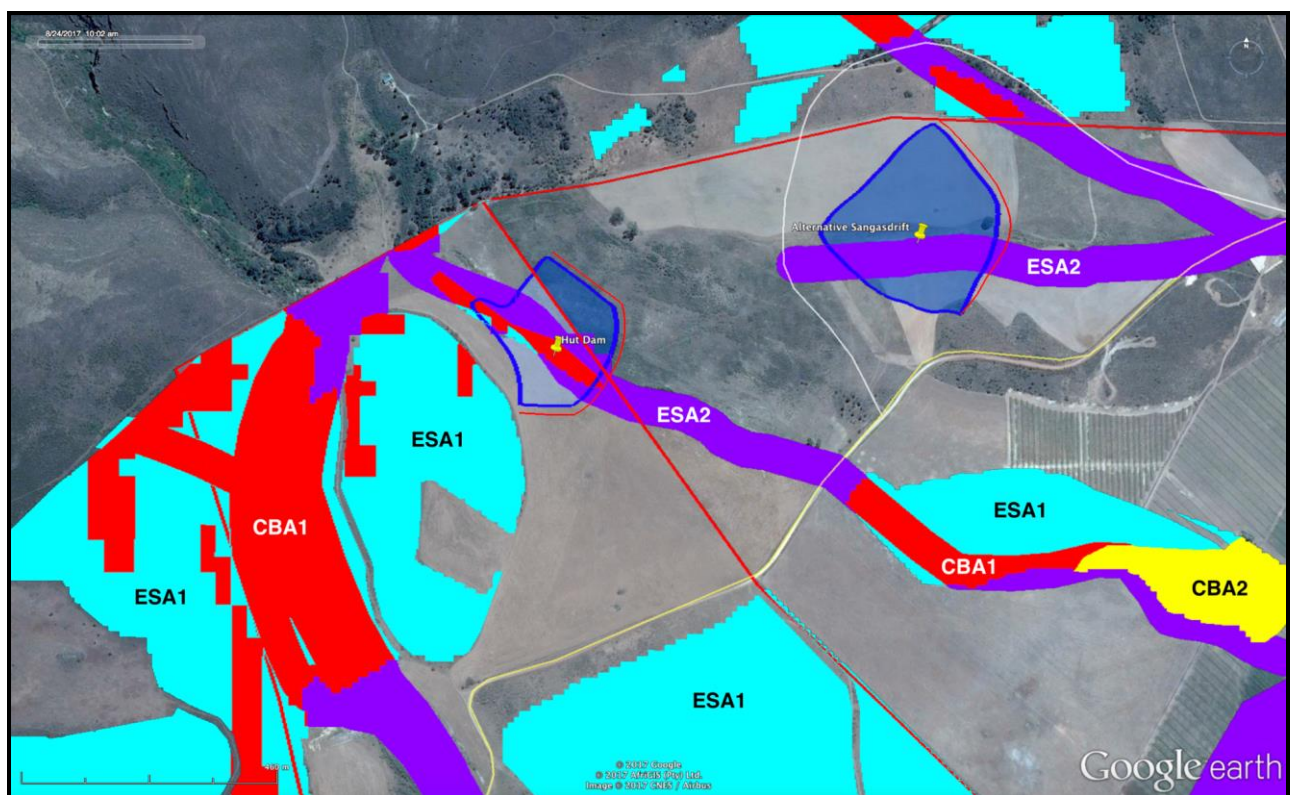 8/24/2017 10:02 am
N
Alternative Sangasdrift
ESA2
Hut Dam
ESA2
ESA1
ESA1
CBA1
CBA1
ESA1
CBA2
ESA1
© 2017 Google
© 2017 AfriGIS (Pty) Ltd.
Image © 2017 CNES / Airbus
Google earth